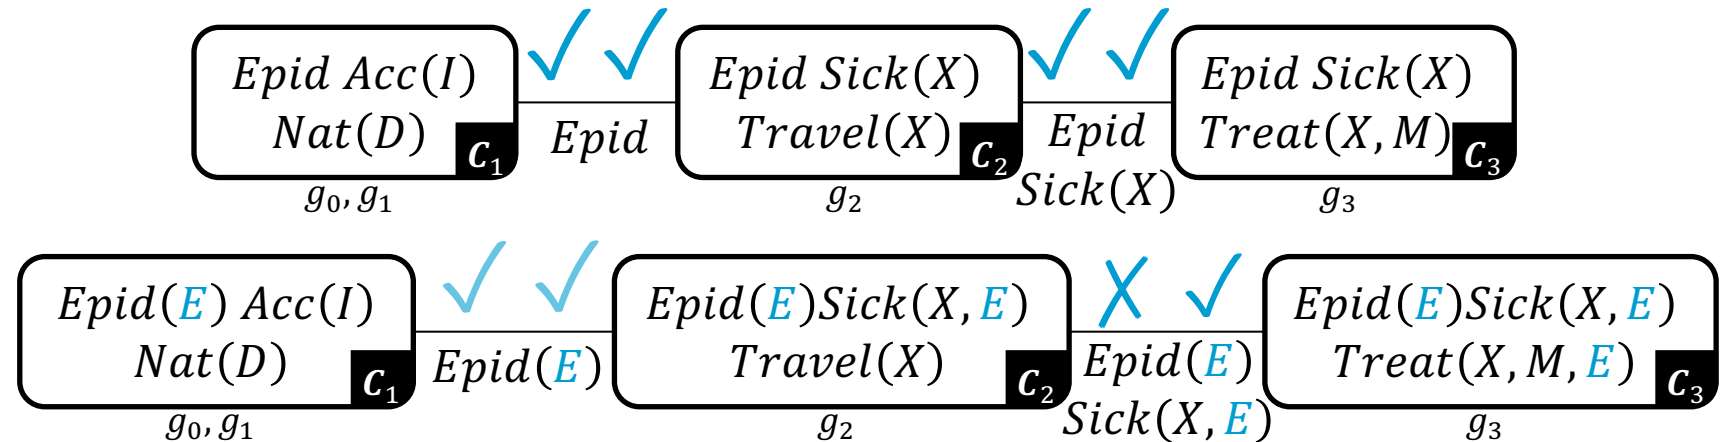 Epid Acc(I)
Nat(D)
C₁
g₀, g₁
Epid
Epid Sick(X)
Travel(X)
C₂
g₂
Epid
Sick(X)
Epid Sick(X)
Treat(X, M)
C₃
g₃
Epid(E) Acc(I)
Nat(D)
C₁
g₀, g₁
Epid(E)
Epid(E)Sick(X, E)
Travel(X)
C₂
g₂
Epid(E)
Sick(X, E)
Epid(E)Sick(X, E)
Treat(X, M, E)
C₃
g₃